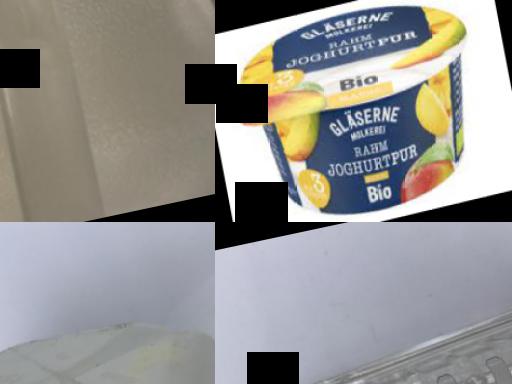 GLÄSERNE
MOLKEREI
RAHM
JOGHURTPUR
Bio
GLÄSERNE
MOLKEREI
RAHM
JOGHURTPUR
3
Bio